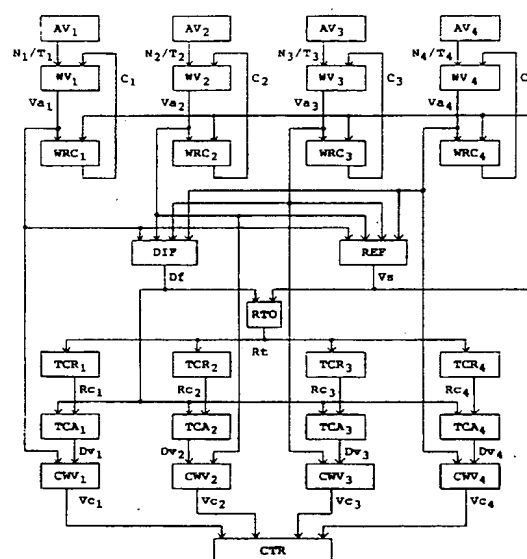 AV₁ AV₂ AV₃ AV₄
N₁/T₁ N₂/T₂ N₃/T₃ N₄/T₄
WV₁ C₁ WV₂ C₂ WV₃ C₃ WV₄ C
Va₁ Va₂ Va₃ Va₄
WRC₁ WRC₂ WRC₃ WRC₄
DIF REF
Df Vs
RTO
Rt
TCR₁ TCR₂ TCR₃ TCR₄
Rc₁ Rc₂ Rc₃ Rc₄
TCA₁ TCA₂ TCA₃ TCA₄
Dv₁ Dv₂ Dv₃ Dv₄
CWV₁ CWV₂ CWV₃ CWV₄
Vc₁ Vc₂ Vc₃ Vc₄
CTR